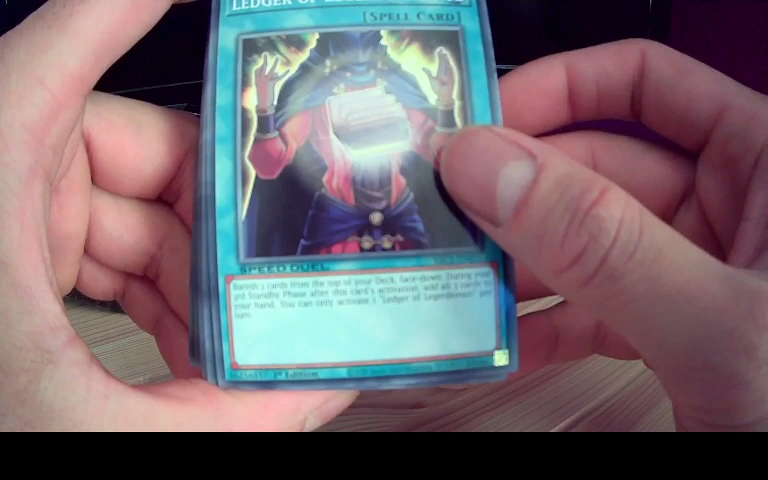 LEDGER OF
[SPELL CARD]
SPEED DUEL
Banish 3 cards from the top of your Deck, face-down. During your
3rd Standby Phase after this card's activation, add all 3 cards to
your hand. You can only activate 1 "Ledger of Legerdemain" per
turn.
1st Edition